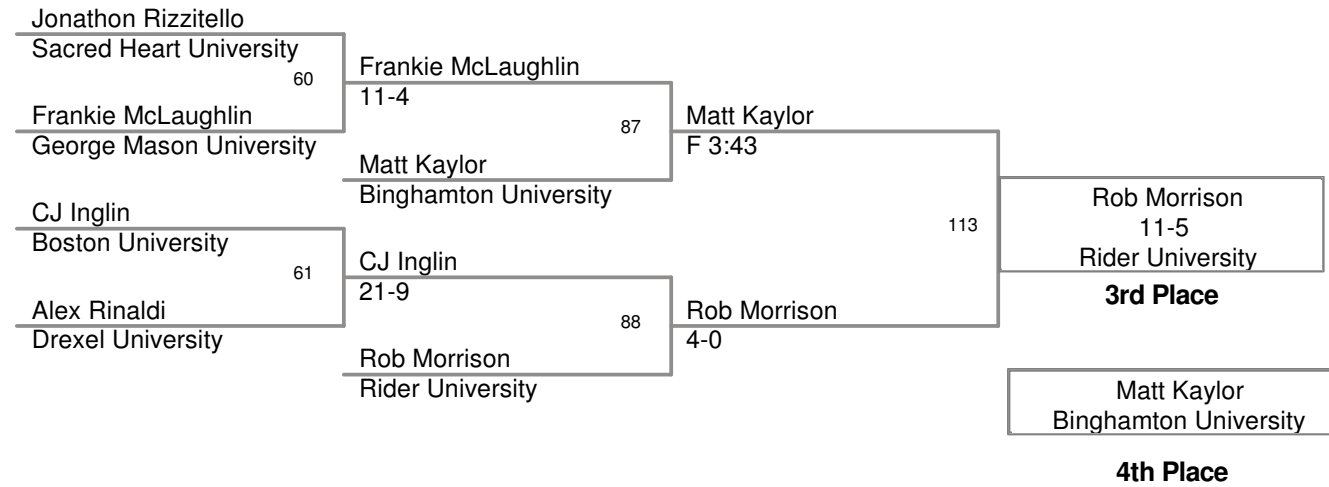 Jonathon Rizzitello
Sacred Heart University
60
Frankie McLaughlin
11-4
Frankie McLaughlin
George Mason University
87
Matt Kaylor
F 3:43
Matt Kaylor
Binghamton University
CJ Inglin
Boston University
113
Rob Morrison
11-5
Rider University
3rd Place
61
CJ Inglin
21-9
Alex Rinaldi
Drexel University
88
Rob Morrison
4-0
Rob Morrison
Rider University
Matt Kaylor
Binghamton University
4th Place